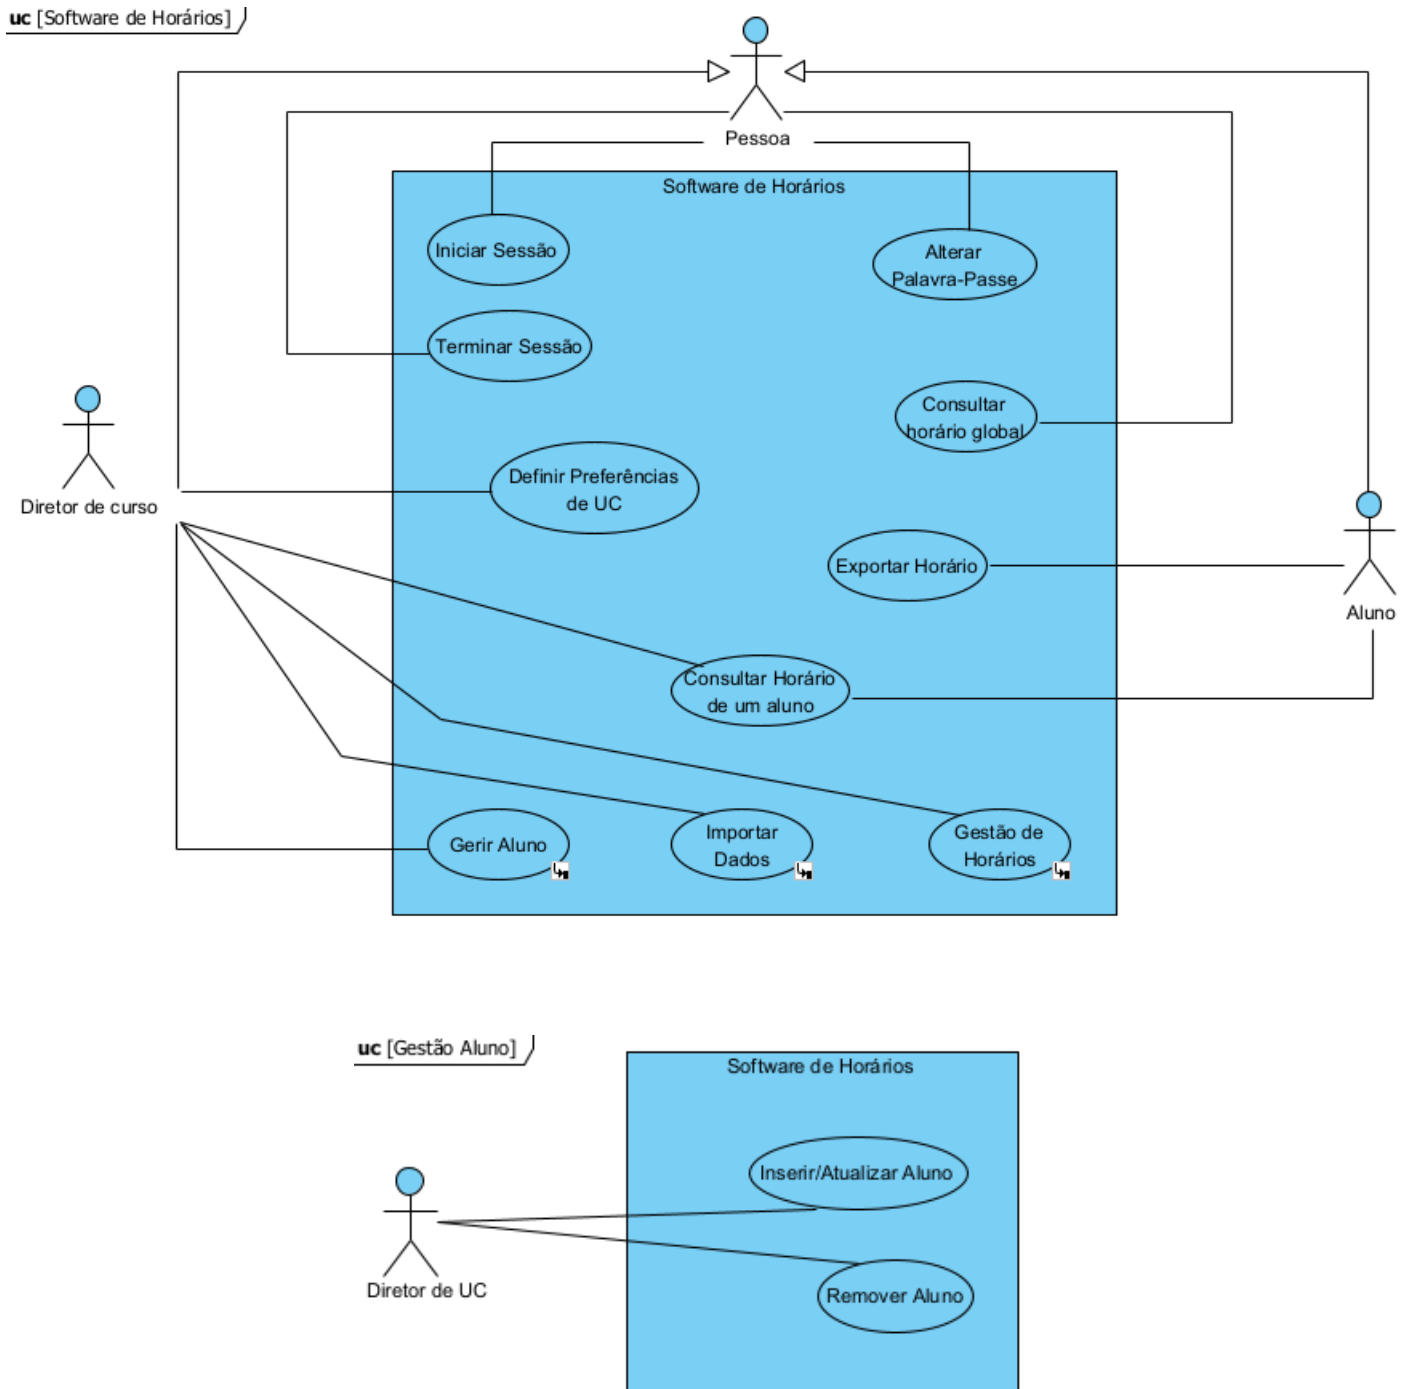 uc [Software de Horários]
Pessoa
Software de Horários
Iniciar Sessão
Alterar
Palavra-Passe
Terminar Sessão
Consultar
horário global
Diretor de curso
Definir Preferências
de UC
Exportar Horário
Aluno
Consultar Horário
de um aluno
Gerir Aluno
Importar
Dados
Gestão de
Horários
uc [Gestão Aluno]
Software de Horários
Inserir/Atualizar Aluno
Diretor de UC
Remover Aluno